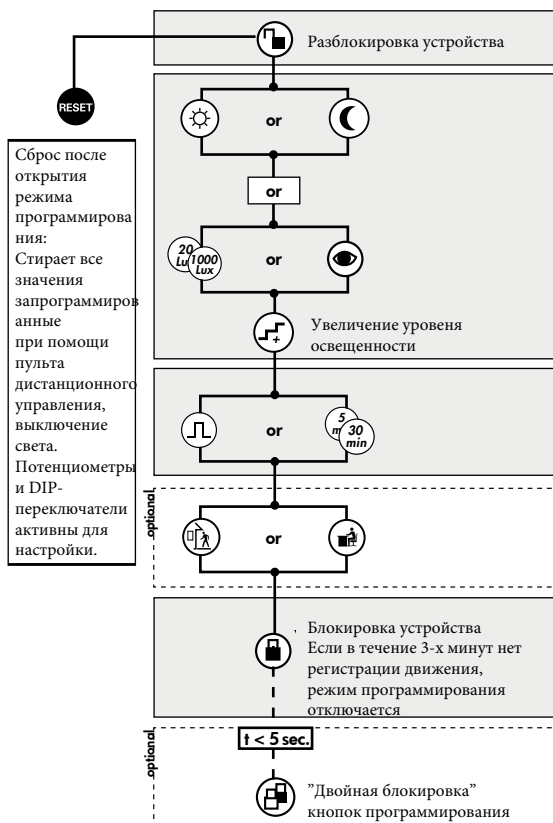 Разблокировка устройства
RESET
or
Сброс после
открытия
режима
программирова
ния:
Стирает все
значения
запрограммиров
анные
при помощи
пульта
дистанционного
управления,
выключение
света.
Потенциометры
и DIP-
переключатели
активны для
настройки.
or
20
Lu
1000
Lux
or
Увеличение уровеня
освещенности
or
5
m
30
min
optional
or
Блокировка устройства
Если в течение 3-х минут нет
регистрации движения,
режим программирования
отключается
optional
t < 5 sec.
"Двойная блокировка"
кнопок программирования